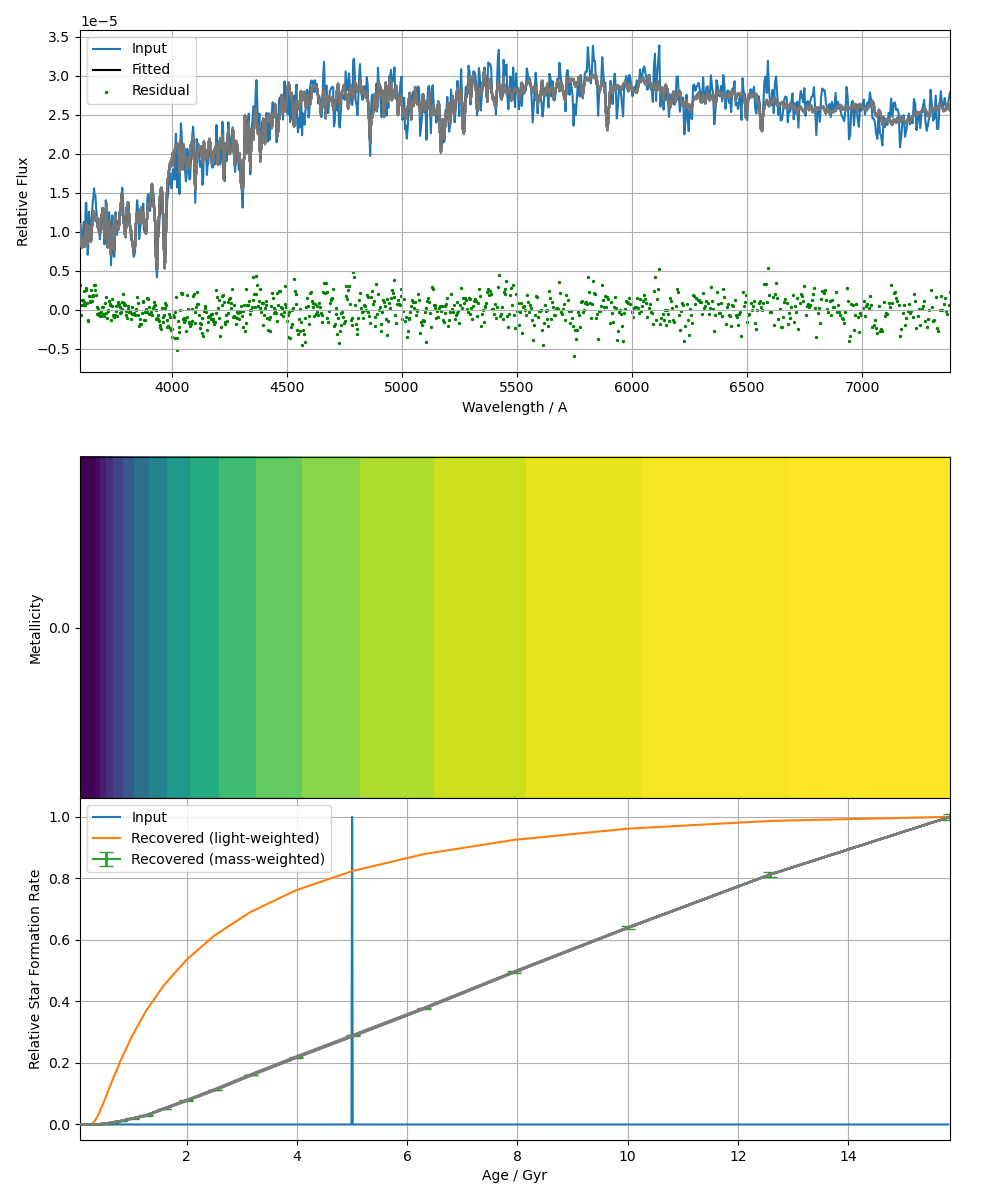 1e−5
3.5
3.0
2.5
2.0
1.5
1.0
0.5
0.0
−0.5
Relative Flux
Input
Fitted
Residual
4000 4500 5000 5500 6000 6500 7000
Wavelength / A
Metallicity
0.0
1.0
0.8
0.6
0.4
0.2
0.0
Relative Star Formation Rate
Input
Recovered (light-weighted)
Recovered (mass-weighted)
2 4 6 8 10 12 14
Age / Gyr